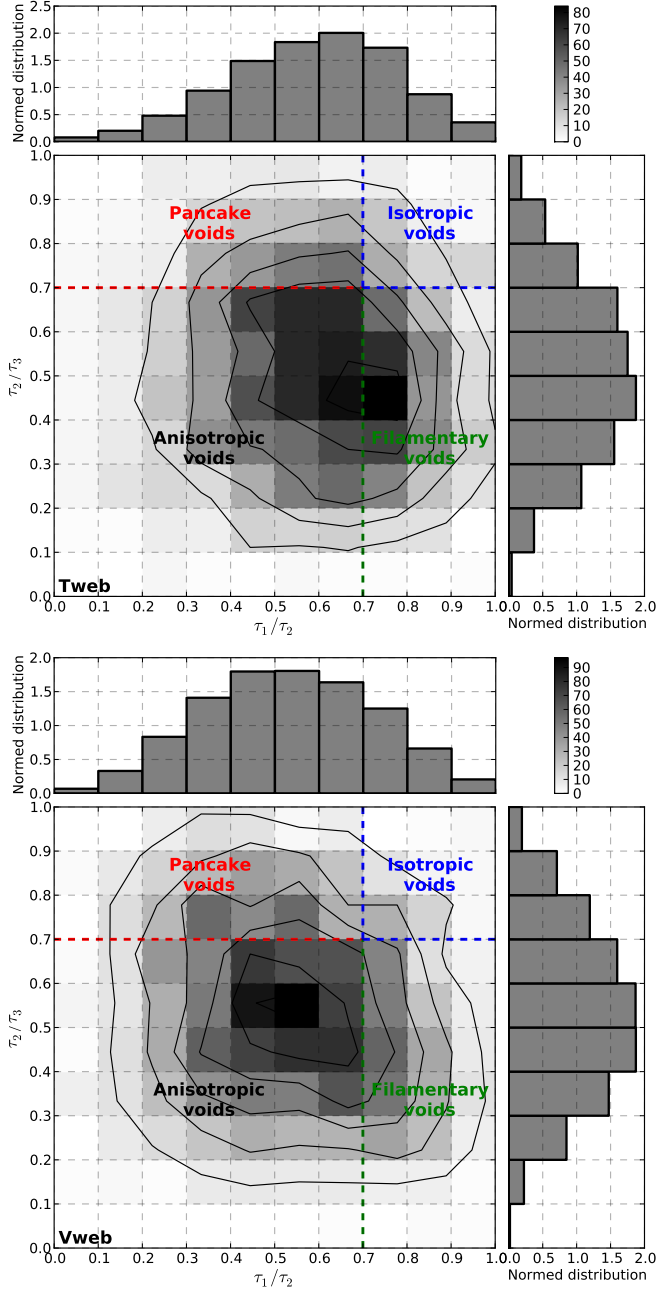 Normed distribution
2.5
2.0
1.5
1.0
0.5
0.0
80
70
60
50
40
30
20
10
0
1.0
0.9
0.8
0.7
0.6
0.5
0.4
0.3
0.2
0.1
0.0
τ2/τ3
Pancake
voids
Isotropic
voids
Anisotropic
voids
Filamentary
voids
Tweb
0.0 0.1 0.2 0.3 0.4 0.5 0.6 0.7 0.8 0.9 1.0
τ1/τ2
0.0 0.5 1.0 1.5 2.0
Normed distribution
Normed distribution
2.0
1.5
1.0
0.5
0.0
90
80
70
60
50
40
30
20
10
0
1.0
0.9
0.8
0.7
0.6
0.5
0.4
0.3
0.2
0.1
0.0
τ2/τ3
Pancake
voids
Isotropic
voids
Anisotropic
voids
Filamentary
voids
Vweb
0.0 0.1 0.2 0.3 0.4 0.5 0.6 0.7 0.8 0.9 1.0
τ1/τ2
0.0 0.5 1.0 1.5 2.0
Normed distribution